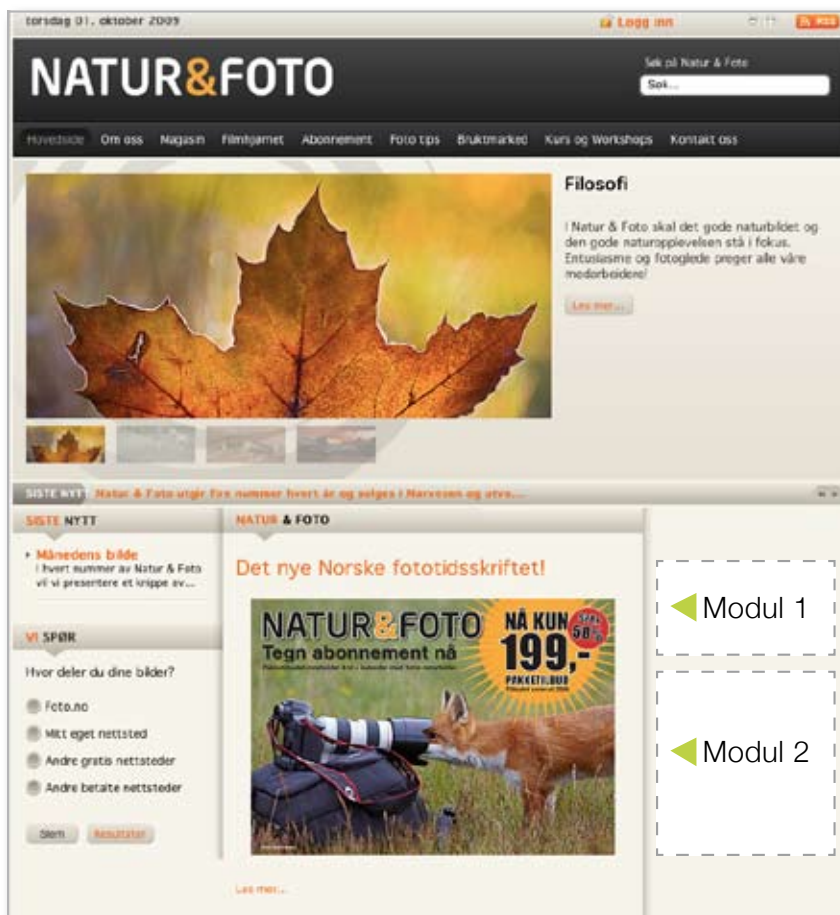 torsdag 01. oktober 2009
Logg inn
RSS
NATUR&FOTO
Søk på Natur & Foto
Søk...
Hovedside Om oss Magasin Filmhjørnet Abonnement Foto tips Bruktmarked Kurs og Workshops Kontakt oss
Filosofi
I Natur & Foto skal det gode naturbildet og
den gode naturopplevelsen stå i fokus.
Entusiasme og fotoglede preger alle våre
medarbeidere!
Les mer...
SISTE NYTT Natur & Foto utgir fire nummer hvert år og selges i Narvesen og utva...
SISTE NYTT
Månedens bilde
I hvert nummer av Natur & Foto
vil vi presentere et knippe av...
VI SPØR
Hvor deler du dine bilder?
Foto.no
Mitt eget nettsted
Andre gratis nettsteder
Andre betalte nettsteder
Stem Resultater
NATUR & FOTO
Det nye Norske fototidsskriftet!
NATUR&FOTO
Tegn abonnement nå
NÅ KUN
199,-
PAKKETILBUD
58%
Les mer...
Modul 1
Modul 2